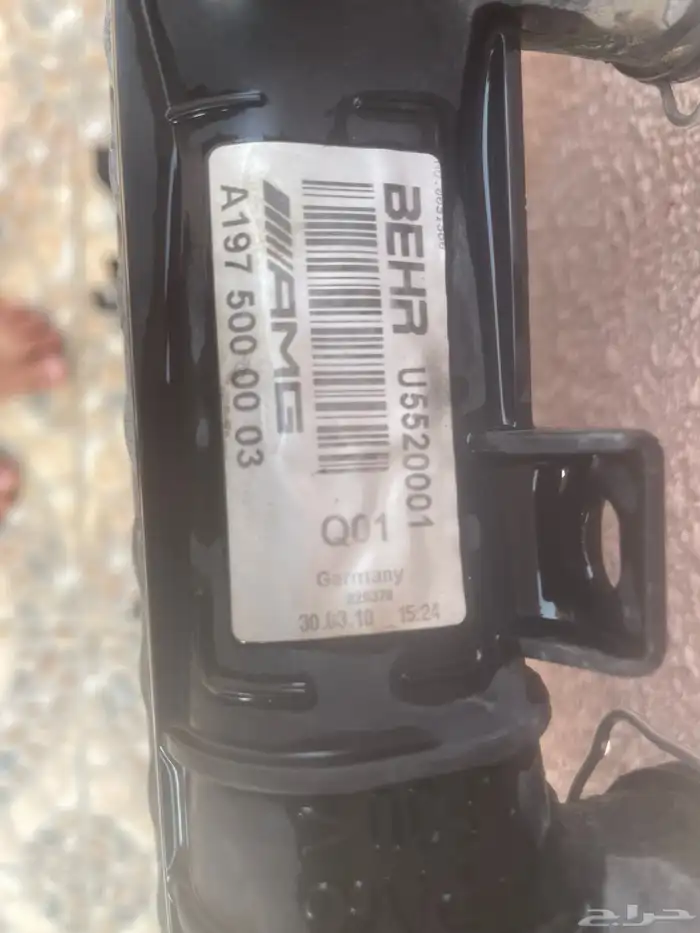 BEHR U5520001
AMG
A197 500 00 03
Q01
Germany
30.03.10 15:24
حراج